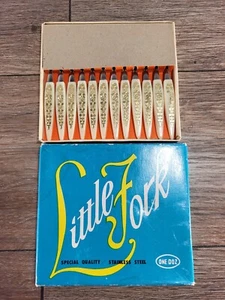 Little Fork
SPECIAL QUALITY STAINLESS STEEL
ONE DOZ